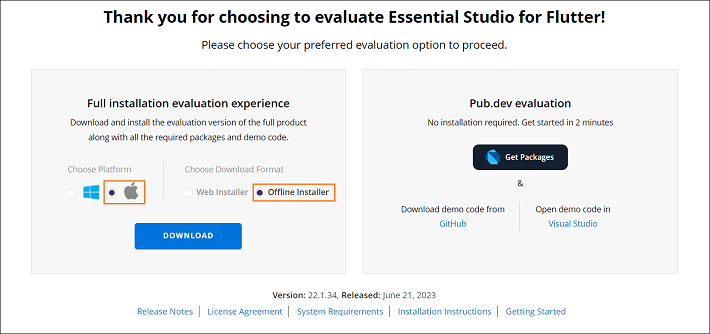 Thank you for choosing to evaluate Essential Studio for Flutter!
Please choose your preferred evaluation option to proceed.
Full installation evaluation experience
Download and install the evaluation version of the full product
along with all the required packages and demo code.
Choose Platform
Choose Download Format
Web Installer
Offline Installer
DOWNLOAD
Pub.dev evaluation
No installation required. Get started in 2 minutes
Get Packages
&
Download demo code from
GitHub
Open demo code in
Visual Studio
Version: 22.1.34, Released: June 21, 2023
Release Notes | License Agreement | System Requirements | Installation Instructions | Getting Started